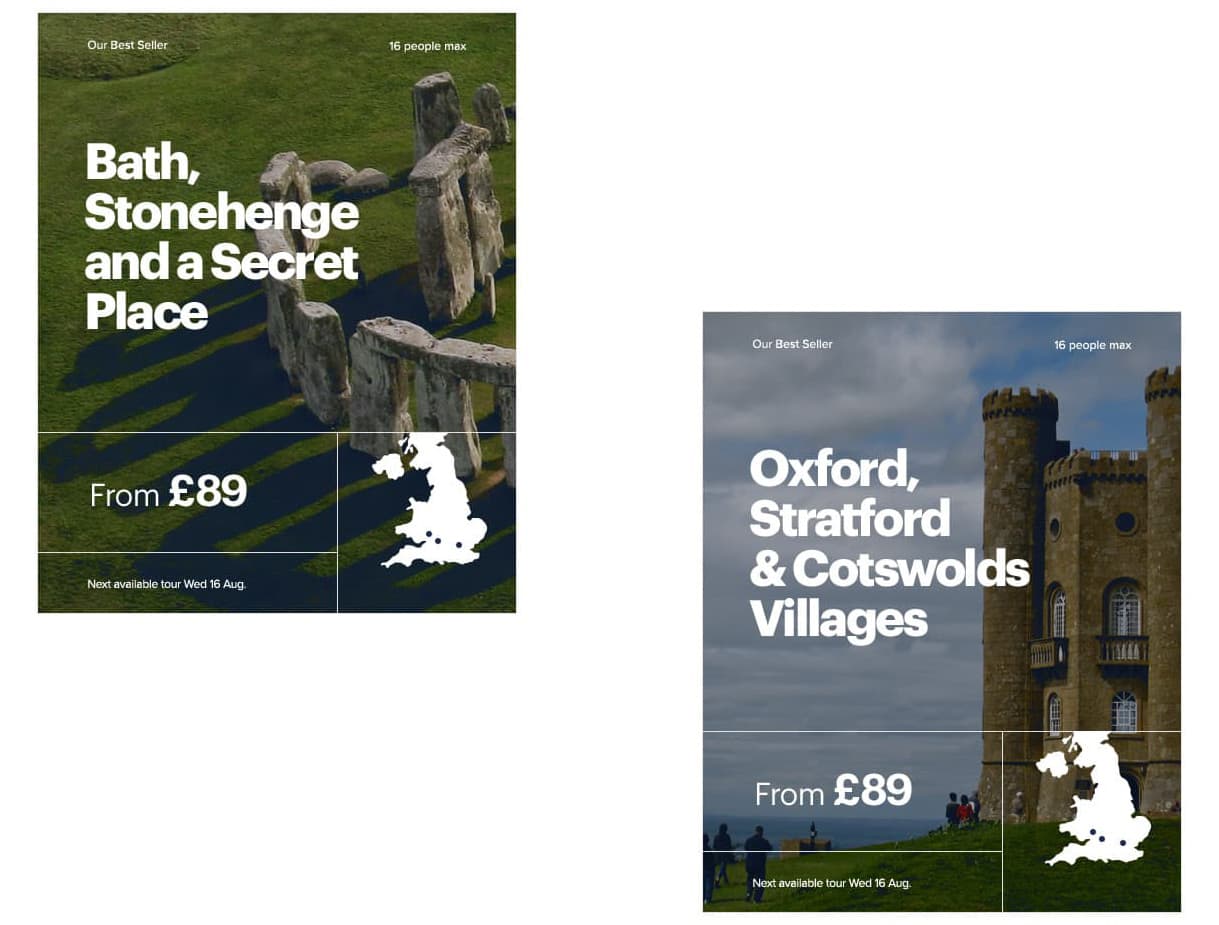 Our Best Seller
16 people max
Bath,
Stonehenge
and a Secret
Place
From £89
Next available tour Wed 16 Aug.
Our Best Seller
16 people max
Oxford,
Stratford
& Cotswolds
Villages
From £89
Next available tour Wed 16 Aug.